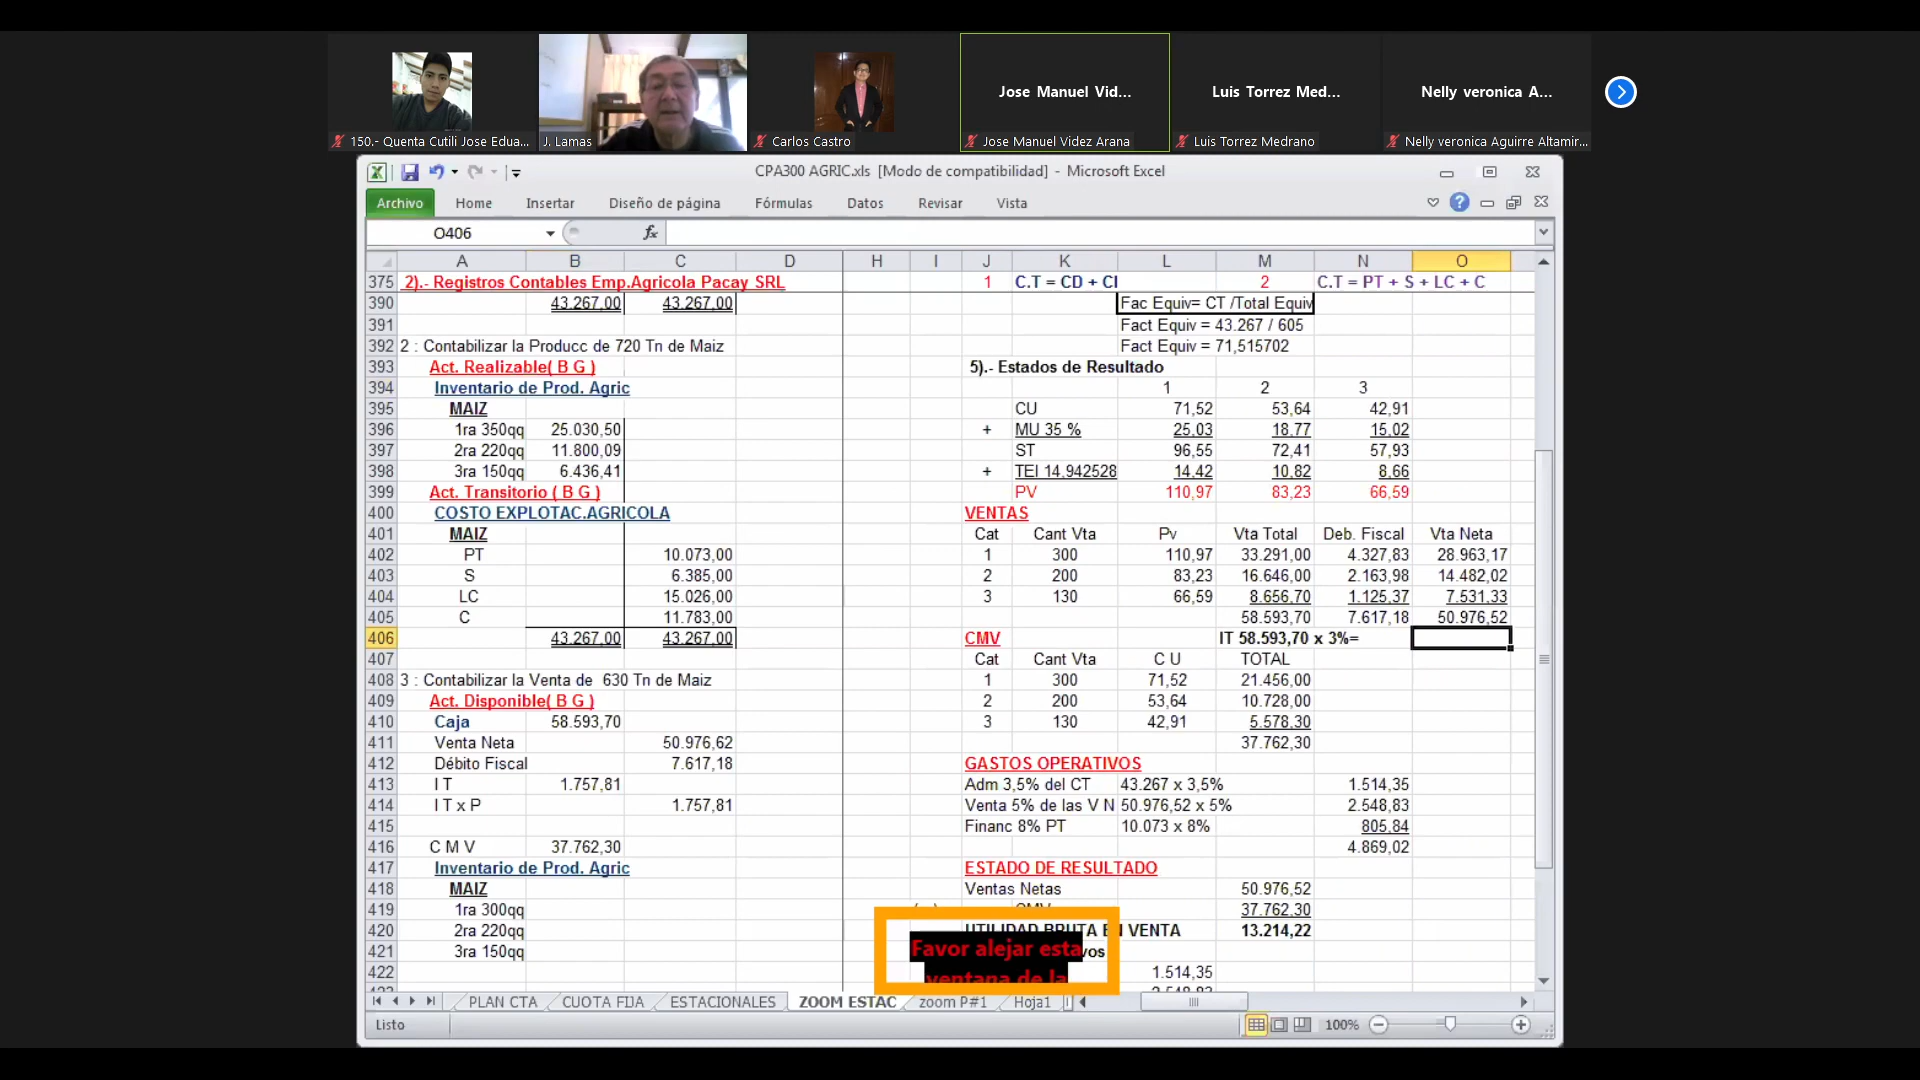 Jose Manuel Vid...
Luis Torrez Med...
Nelly veronica A...
150.- Quenta Cutili Jose Edua...
J. Lamas
Carlos Castro
Jose Manuel Videz Arana
Luis Torrez Medrano
Nelly veronica Aguirre Altamir...
CPA300 AGRIC.xls [Modo de compatibilidad] - Microsoft Excel
Archivo Home Insertar Diseño de página Fórmulas Datos Revisar Vista
O406 fx
A B C D H I J K L M N O
375 2).- Registros Contables Emp.Agricola Pacay SRL 1 C.T = CD + CI 2 C.T = PT + S + LC + C
390 43.267,00 43.267,00 Fac Equiv= CT /Total Equiv
391 Fact Equiv = 43.267 / 605
392 2 : Contabilizar la Producc de 720 Tn de Maiz Fact Equiv = 71,515702
393 Act. Realizable( B G ) 5).- Estados de Resultado
394 Inventario de Prod. Agric 1 2 3
395 MAIZ CU 71,52 53,64 42,91
396 1ra 350qq 25.030,50 + MU 35 % 25,03 18,77 15,02
397 2ra 220qq 11.800,09 ST 96,55 72,41 57,93
398 3ra 150qq 6.436,41 + TEI 14,942528 14,42 10,82 8,66
399 Act. Transitorio ( B G ) PV 110,97 83,23 66,59
400 COSTO EXPLOTAC.AGRICOLA VENTAS
401 MAIZ Cat Cant Vta Pv Vta Total Deb. Fiscal Vta Neta
402 PT 10.073,00 1 300 110,97 33.291,00 4.327,83 28.963,17
403 S 6.385,00 2 200 83,23 16.646,00 2.163,98 14.482,02
404 LC 15.026,00 3 130 66,59 8.656,70 1.125,37 7.531,33
405 C 11.783,00 58.593,70 7.617,18 50.976,52
406 43.267,00 43.267,00 CMV IT 58.593,70 x 3%=
407 Cat Cant Vta C U TOTAL
408 3 : Contabilizar la Venta de 630 Tn de Maiz 1 300 71,52 21.456,00
409 Act. Disponible( B G ) 2 200 53,64 10.728,00
410 Caja 58.593,70 3 130 42,91 5.578,30
411 Venta Neta 50.976,62 37.762,30
412 Débito Fiscal 7.617,18 GASTOS OPERATIVOS
413 I T 1.757,81 Adm 3,5% del CT 43.267 x 3,5% 1.514,35
414 I T x P 1.757,81 Venta 5% de las V N 50.976,52 x 5% 2.548,83
415 Financ 8% PT 10.073 x 8% 805,84
416 C M V 37.762,30 4.869,02
417 Inventario de Prod. Agric ESTADO DE RESULTADO
418 MAIZ Ventas Netas 50.976,52
419 1ra 300qq 37.762,30
420 2ra 220qq UTILIDAD BRUTA EN VENTA 13.214,22
421 3ra 150qq vos
Favor alejar esta
ventana de la
422 1.514,35
PLAN CTA CUOTA FIJA ESTACIONALES ZOOM ESTAC zoom P#1 Hoja1
Listo 100%